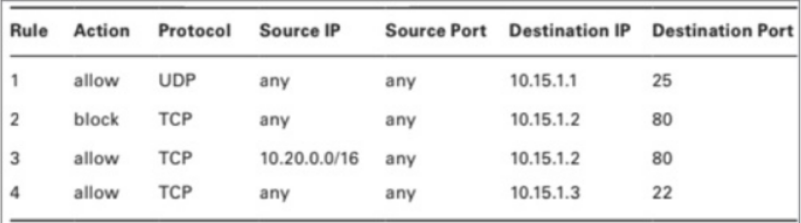 Rule Action Protocol Source IP Source Port Destination IP Destination Port
1 allow UDP any any 10.15.1.1 25
2 block TCP any any 10.15.1.2 80
3 allow TCP 10.20.0.0/16 any 10.15.1.2 80
4 allow TCP any any 10.15.1.3 22